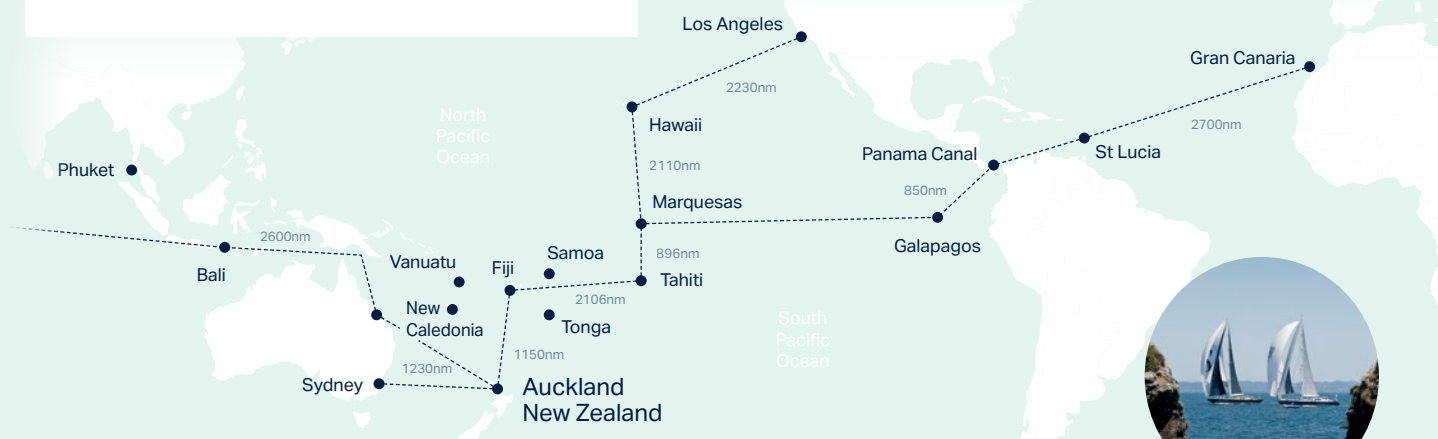 Los Angeles
Gran Canaria
2230nm
North
Pacific
Ocean
Hawaii
2700nm
Panama Canal
St Lucia
Phuket
2110nm
850nm
Marquesas
2600nm
Galapagos
Samoa
896nm
Vanuatu
Fiji
Bali
Tahiti
2106nm
New
Caledonia
Tonga
South
Pacific
Ocean
1150nm
1230nm
Sydney
Auckland
New Zealand